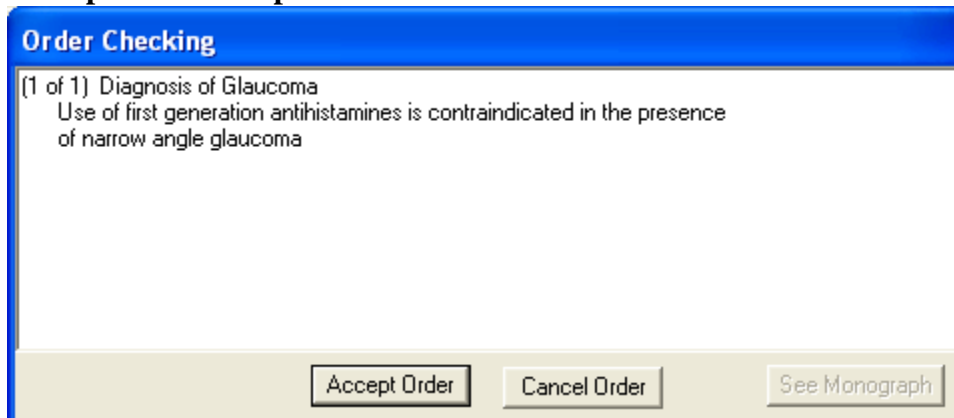 Order Checking
(1 of 1) Diagnosis of Glaucoma
Use of first generation antihistamines is contraindicated in the presence
of narrow angle glaucoma
Accept Order
Cancel Order
See Monograph